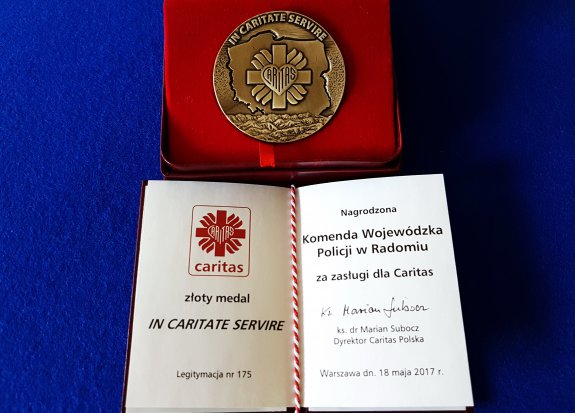 IN CARITATE SERVIRE
CARITAS
CARITAS
caritas
złoty medal
IN CARITATE SERVIRE
Legitymacja nr 175
Nagrodzona
Komenda Wojewódzka
Policji w Radomiu
za zasługi dla Caritas
Ks. Marian Subocz
ks. dr Marian Subocz
Dyrektor Caritas Polska
Warszawa dn. 18 maja 2017 r.